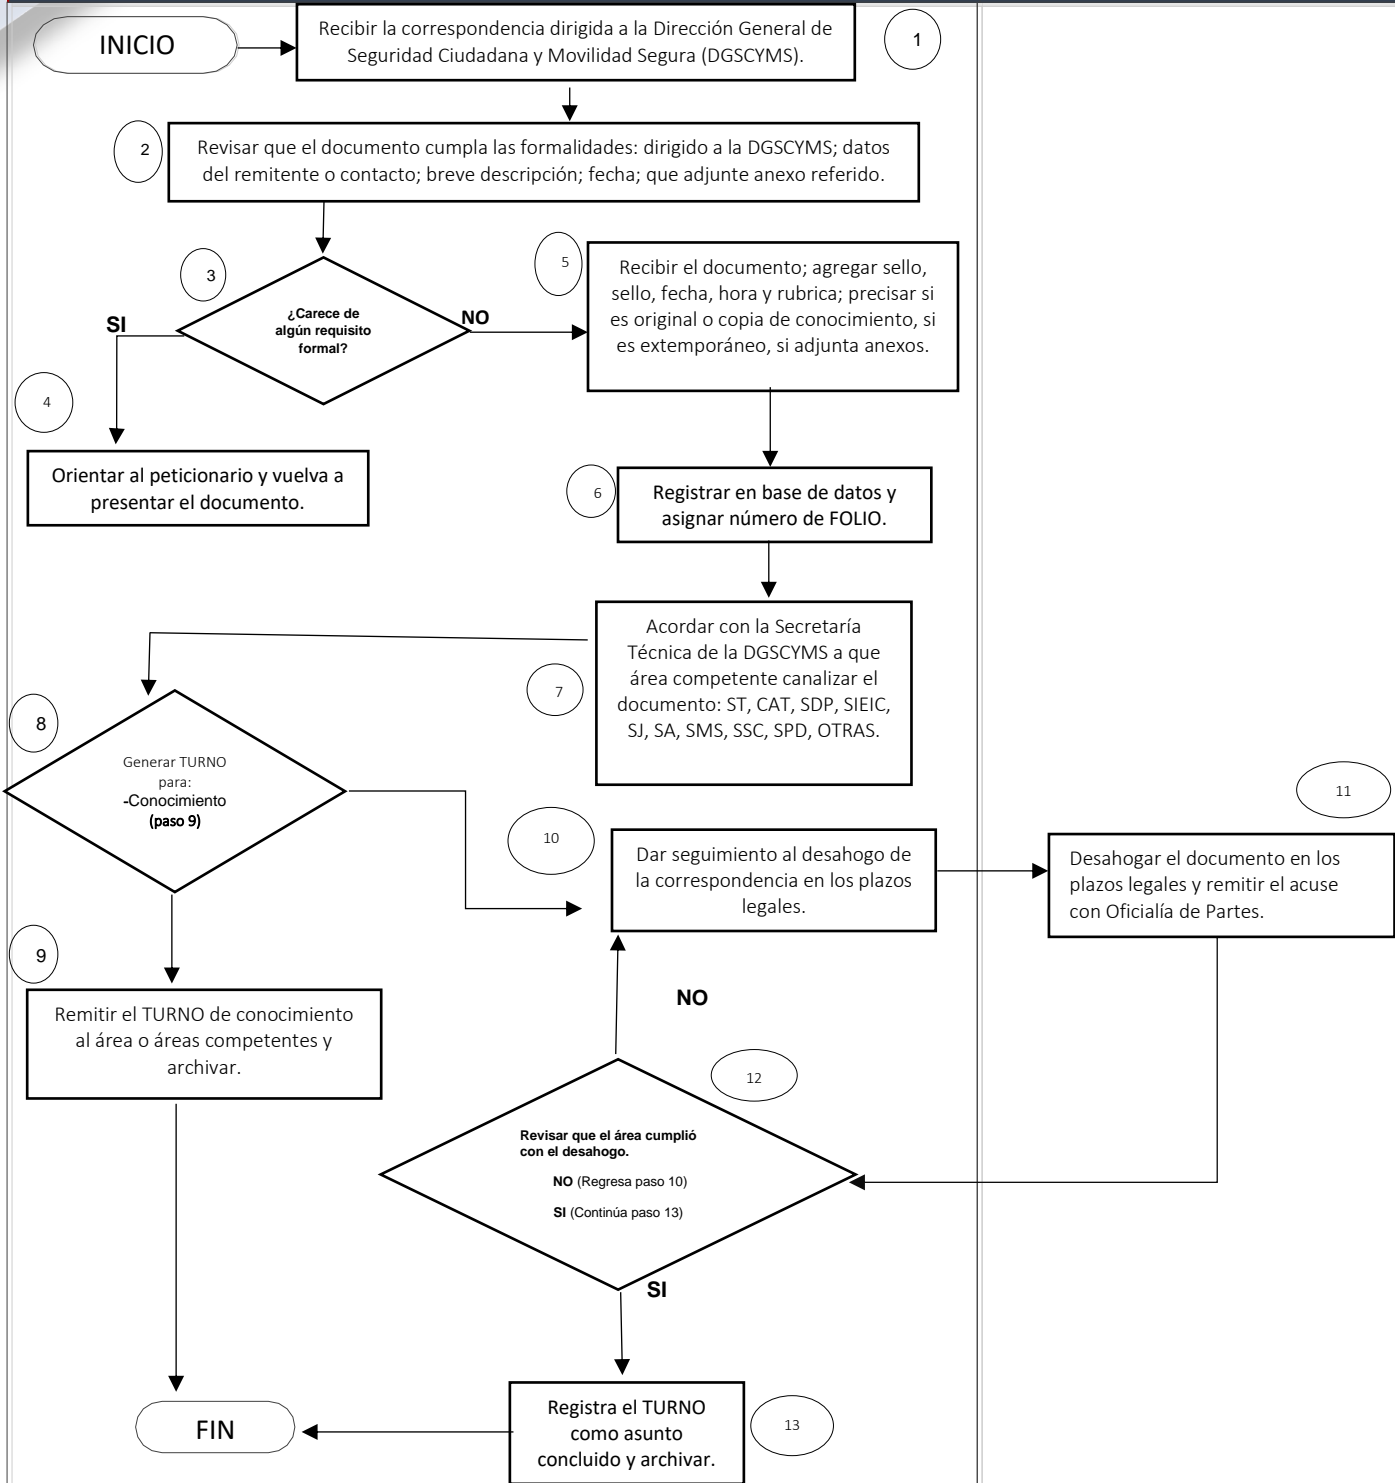 INICIO
Recibir la correspondencia dirigida a la Dirección General de
Seguridad Ciudadana y Movilidad Segura (DGSCYMS).
1
2
Revisar que el documento cumpla las formalidades: dirigido a la DGSCYMS; datos
del remitente o contacto; breve descripción; fecha; que adjunte anexo referido.
3
¿Carece de
algún requisito
formal?
SI
NO
5
Recibir el documento; agregar sello,
sello, fecha, hora y rubrica; precisar si
es original o copia de conocimiento, si
es extemporáneo, si adjunta anexos.
4
Orientar al peticionario y vuelva a
presentar el documento.
6
Registrar en base de datos y
asignar número de FOLIO.
7
Acordar con la Secretaría
Técnica de la DGSCYMS a que
área competente canalizar el
documento: ST, CAT, SDP, SIEIC,
SJ, SA, SMS, SSC, SPD, OTRAS.
8
Generar TURNO
para:
-Conocimiento
(paso 9)
10
Dar seguimiento al desahogo de
la correspondencia en los plazos
legales.
11
Desahogar el documento en los
plazos legales y remitir el acuse
con Oficialía de Partes.
9
Remitir el TURNO de conocimiento
al área o áreas competentes y
archivar.
NO
12
Revisar que el área cumplió
con el desahogo.
NO (Regresa paso 10)
SI (Continúa paso 13)
SI
13
Registra el TURNO
como asunto
concluido y archivar.
FIN